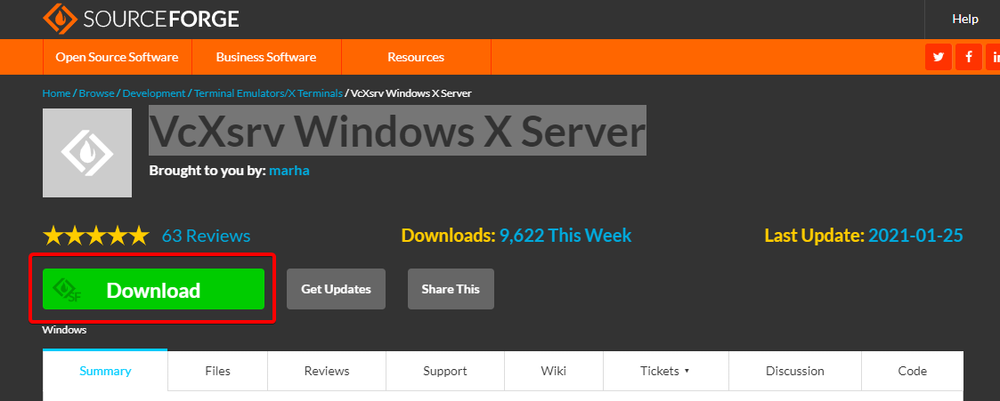 SOURCEFORGE
Help
Open Source Software Business Software Resources
Home / Browse / Development / Terminal Emulators/X Terminals / VcXsrv Windows X Server
VcXsrv Windows X Server
Brought to you by: marha
63 Reviews Downloads: 9,622 This Week Last Update: 2021-01-25
SF Download Get Updates Share This
Windows
Summary Files Reviews Support Wiki Tickets ▾ Discussion Code